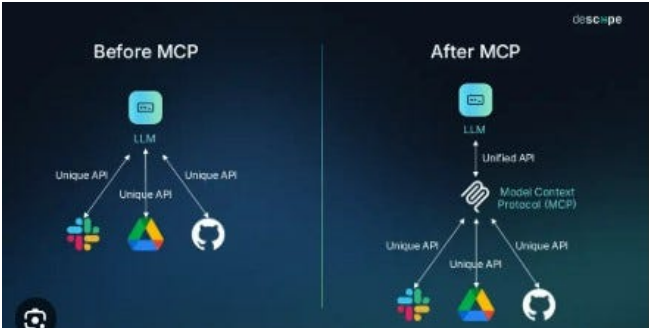 descope
Before MCP
After MCP
LLM
Unique API
Unique API
Unique API
LLM
Unified API
Model Context
Protocol (MCP)
Unique API
Unique API
Unique API